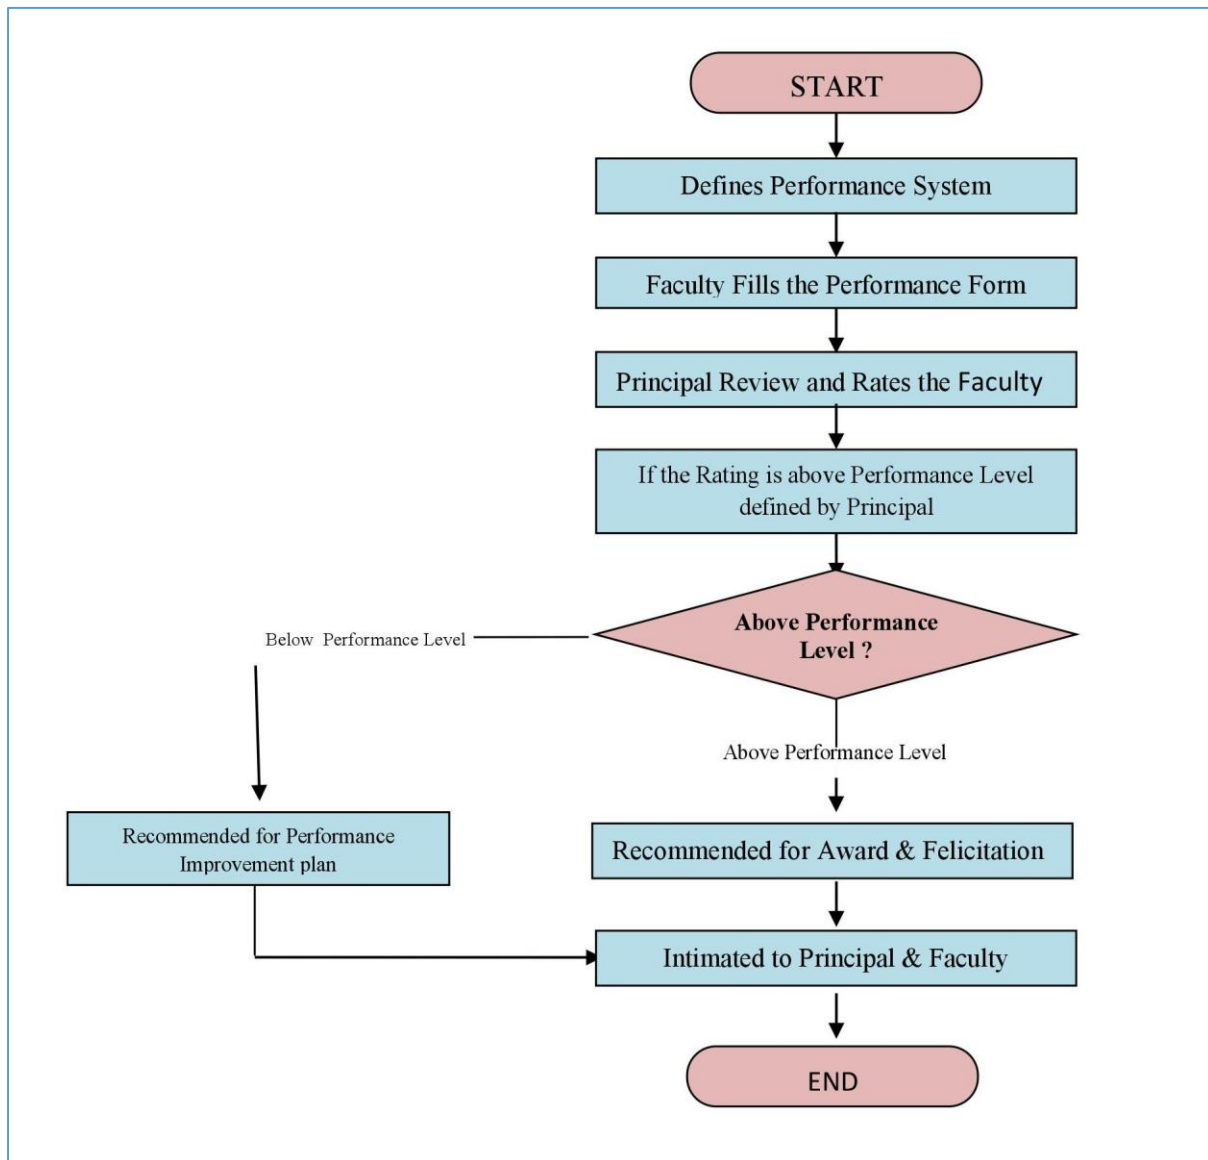 START
Defines Performance System
Faculty Fills the Performance Form
Principal Review and Rates the Faculty
If the Rating is above Performance Level
defined by Principal
Above Performance
Level ?
Below Performance Level
Above Performance Level
Recommended for Performance
Improvement plan
Recommended for Award & Felicitation
Intimated to Principal & Faculty
END